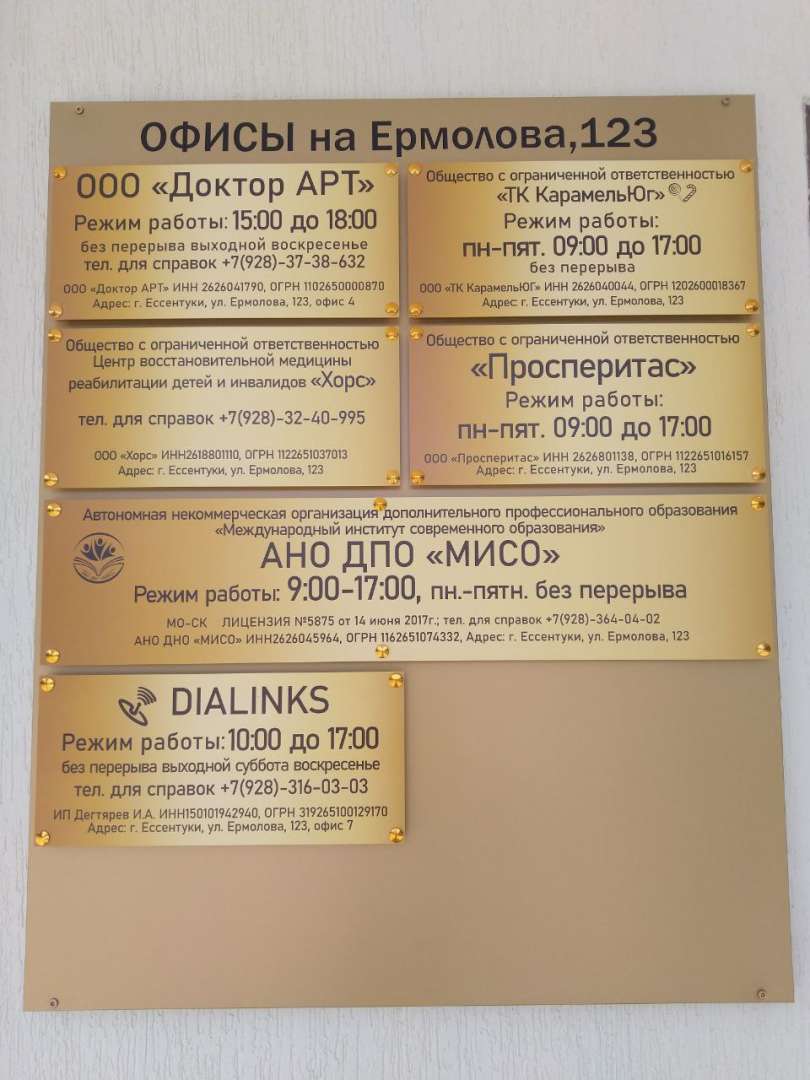 ОФИСЫ на Ермолова,123
ООО «Доктор АРТ»
Режим работы: 15:00 до 18:00
без перерыва выходной воскресенье
тел. для справок +7(928)-37-38-632
ООО «Доктор АРТ» ИНН 2626041790, ОГРН 1102650000870
Адрес: г. Ессентуки, ул. Ермолова, 123, офис 4
Общество с ограниченной ответственностью
«ТК КарамельЮг»
Режим работы:
пн-пят. 09:00 до 17:00
без перерыва
ООО «ТК КарамельЮГ» ИНН 2626040044, ОГРН 1202600018367
Адрес: г. Ессентуки, ул. Ермолова, 123
Общество с ограниченной ответственностью
Центр восстановительной медицины
реабилитации детей и инвалидов «Хорс»
тел. для справок +7(928)-32-40-995
ООО «Хорс» ИНН2618801110, ОГРН 1122651037013
Адрес: г. Ессентуки, ул. Ермолова, 123
Общество с ограниченной ответственностью
«Просперитас»
Режим работы:
пн-пят. 09:00 до 17:00
ООО «Просперитас» ИНН 2626801138, ОГРН 1122651016157
Адрес: г. Ессентуки, ул. Ермолова, 123
Автономная некоммерческая организация дополнительного профессионального образования
«Международный институт современного образования»
АНО ДПО «МИСО»
Режим работы: 9:00-17:00, пн.-пятн. без перерыва
МО-СК ЛИЦЕНЗИЯ №5875 от 14 июня 2017г.; тел. для справок +7(928)-364-04-02
АНО ДНО «МИСО» ИНН2626045964, ОГРН 1162651074332, Адрес: г. Ессентуки, ул. Ермолова, 123
DIALINKS
Режим работы: 10:00 до 17:00
без перерыва выходной суббота воскресенье
тел. для справок +7(928)-316-03-03
ИП Дегтярев И.А. ИНН150101942940, ОГРН 319265100129170
Адрес: г. Ессентуки, ул. Ермолова, 123, офис 7